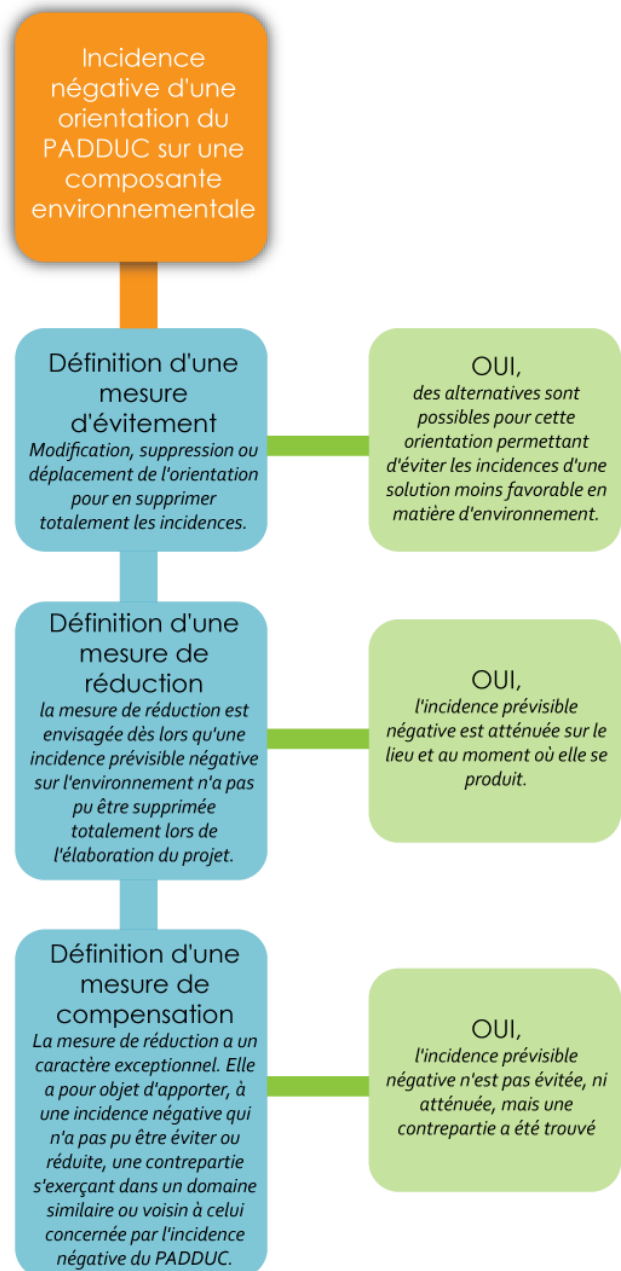 Incidence
négative d'une
orientation du
PADDUC sur une
composante
environnementale
Définition d'une
mesure
d'évitement
Modification, suppression ou
déplacement de l'orientation
pour en supprimer
totalement les incidences.
OUI,
des alternatives sont
possibles pour cette
orientation permettant
d'éviter les incidences d'une
solution moins favorable en
matière d'environnement.
Définition d'une
mesure de
réduction
la mesure de réduction est
envisagée dès lors qu'une
incidence prévisible négative
sur l'environnement n'a pas
pu être supprimée
totalement lors de
l'élaboration du projet.
OUI,
l'incidence prévisible
négative est atténuée sur le
lieu et au moment où elle se
produit.
Définition d'une
mesure de
compensation
La mesure de réduction a un
caractère exceptionnel. Elle
a pour objet d'apporter, à
une incidence négative qui
n'a pas pu être éviter ou
réduite, une contrepartie
s'exerçant dans un domaine
similaire ou voisin à celui
concernée par l'incidence
négative du PADDUC.
OUI,
l'incidence prévisible
négative n'est pas évitée, ni
atténuée, mais une
contrepartie a été trouvé